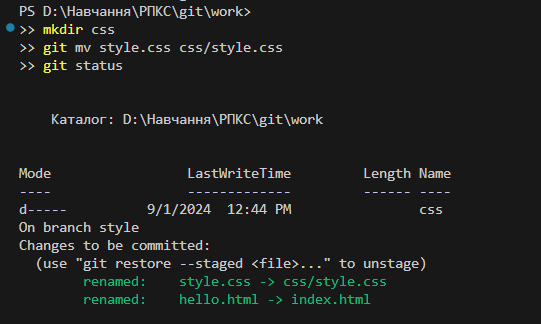 PS D:\Навчання\РПКС\git\work>
>> mkdir css
>> git mv style.css css/style.css
>> git status
Каталог: D:\Навчання\РПКС\git\work
Mode                 LastWriteTime         Length Name
----                 -------------         ------ ----
d-----          9/1/2024  12:44 PM                css
On branch style
Changes to be committed:
  (use "git restore --staged <file>..." to unstage)
        renamed:    style.css -> css/style.css
        renamed:    hello.html -> index.html